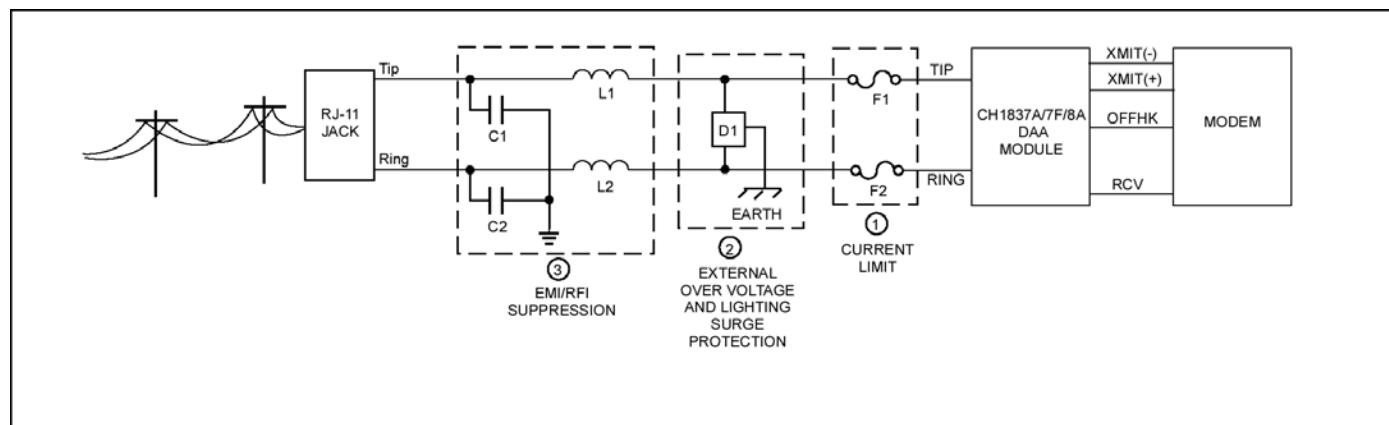 RJ-11
JACK
Tip
Ring
C1
C2
L1
L2
③
EMI/RFI
SUPPRESSION
D1
EARTH
②
EXTERNAL
OVER VOLTAGE
AND LIGHTING
SURGE
PROTECTION
F1
F2
①
CURRENT
LIMIT
TIP
RING
CH1837A/7F/8A
DAA
MODULE
XMIT(-)
XMIT(+)
OFFHK
RCV
MODEM